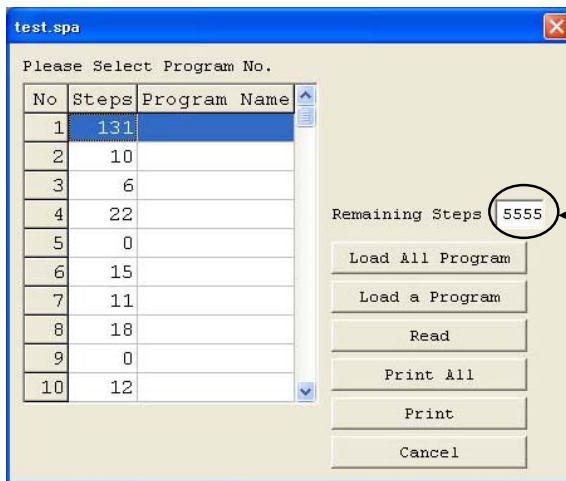 test.spa
Please Select Program No.
No Steps Program Name
1 131
2 10
3 6
4 22
5 0
6 15
7 11
8 18
9 0
10 12
Remaining Steps 5555
Load All Program
Load a Program
Read
Print All
Print
Cancel